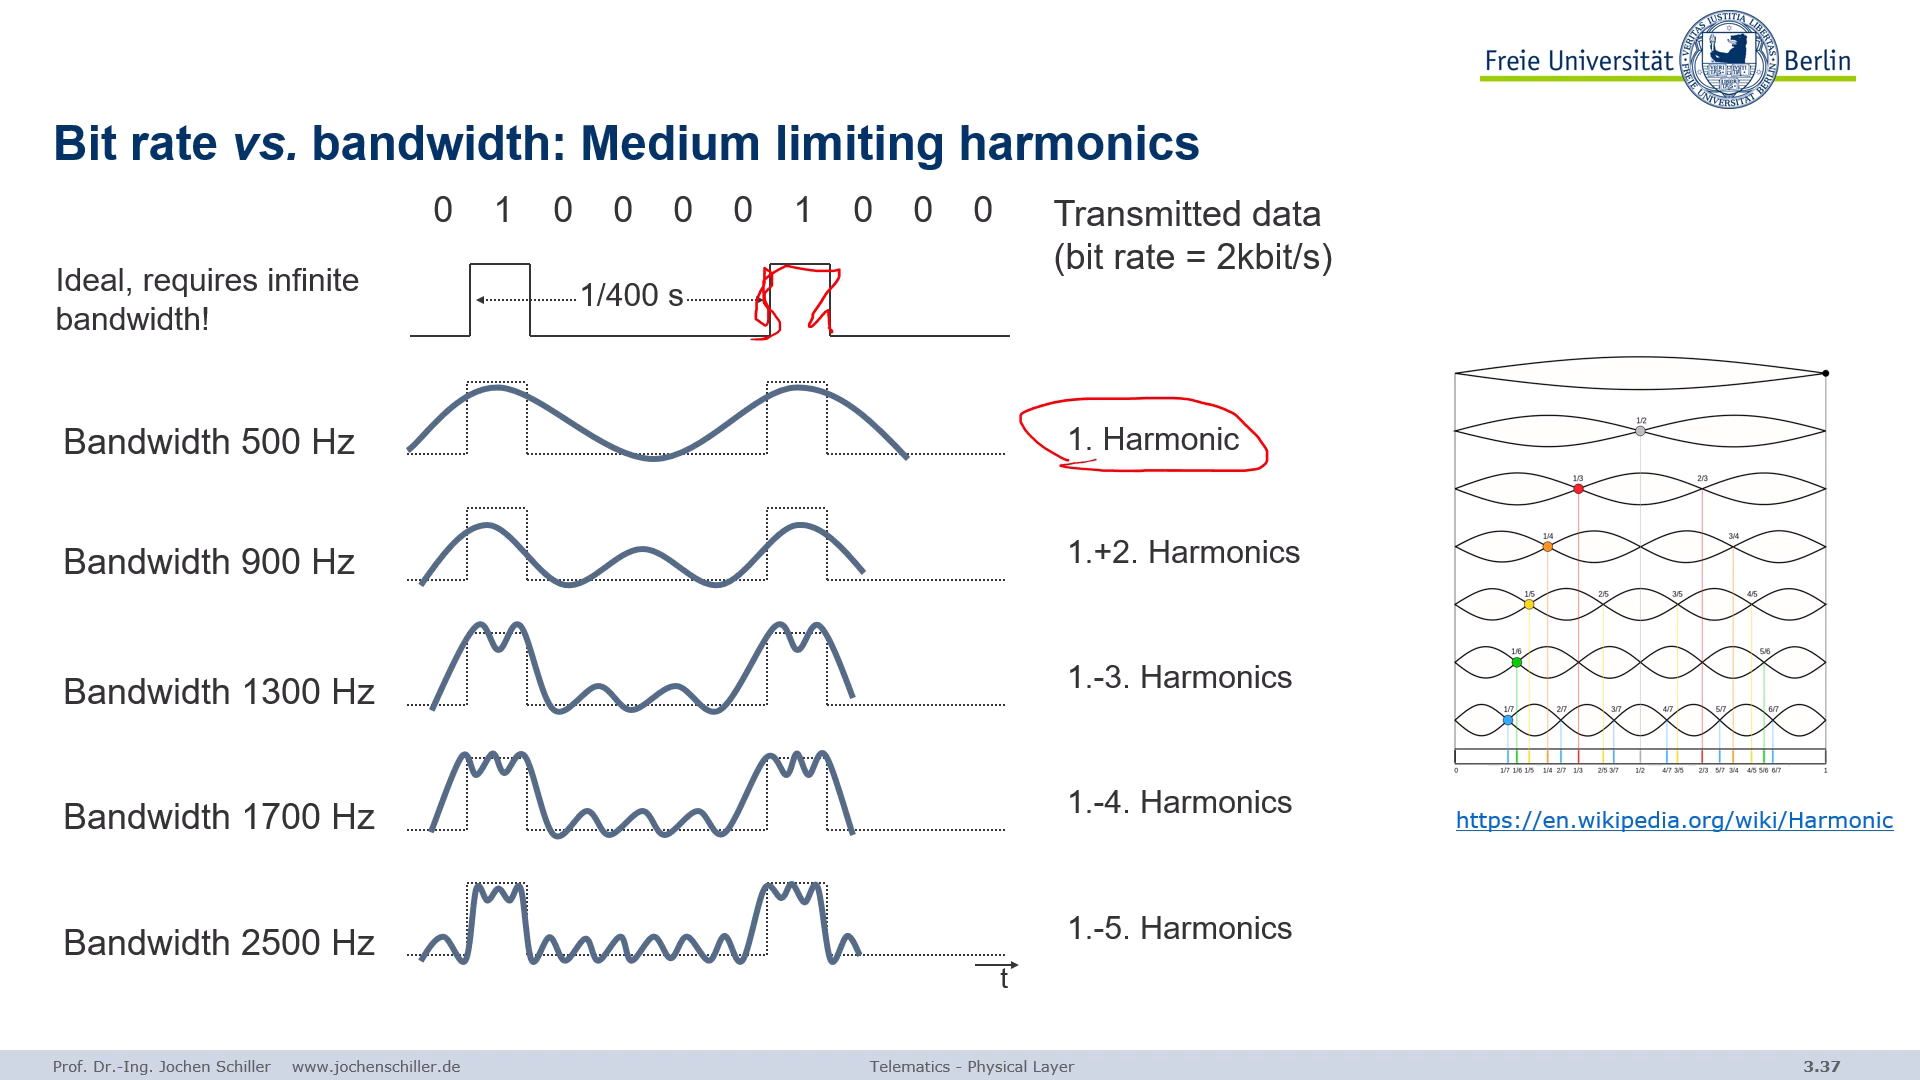 Freie Universität Berlin
Bit rate vs. bandwidth: Medium limiting harmonics
0 1 0 0 0 0 1 0 0 0
Transmitted data
(bit rate = 2kbit/s)
Ideal, requires infinite
bandwidth!
1/400 s
Bandwidth 500 Hz
1. Harmonic
Bandwidth 900 Hz
1.+2. Harmonics
Bandwidth 1300 Hz
1.-3. Harmonics
Bandwidth 1700 Hz
1.-4. Harmonics
Bandwidth 2500 Hz
1.-5. Harmonics
t
1/2
1/3 2/3
1/4 3/4
1/5 2/5 3/5 4/5
1/6 5/6
1/7 2/7 3/7 4/7 5/7 6/7
0 1/7 1/6 1/5 1/4 2/7 1/3 2/5 3/7 1/2 4/7 3/5 2/3 5/7 3/4 4/5 5/6 6/7 1
https://en.wikipedia.org/wiki/Harmonic
Prof. Dr.-Ing. Jochen Schiller www.jochenschiller.de
Telematics - Physical Layer
3.37